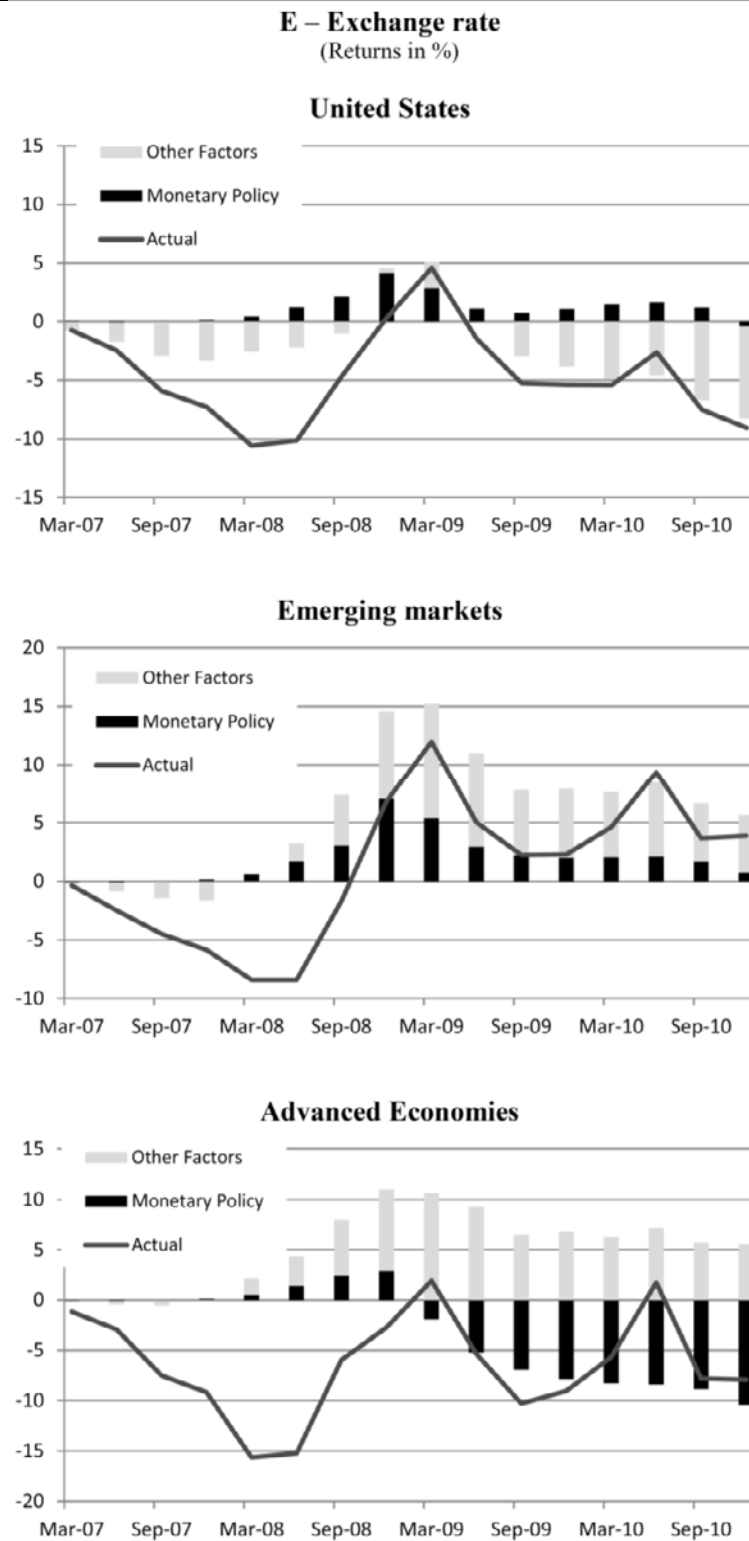 E – Exchange rate
(Returns in %)
United States
15
10
5
0
-5
-10
-15
Other Factors
Monetary Policy
Actual
Mar-07 Sep-07 Mar-08 Sep-08 Mar-09 Sep-09 Mar-10 Sep-10
Emerging markets
20
15
10
5
0
-5
-10
Other Factors
Monetary Policy
Actual
Mar-07 Sep-07 Mar-08 Sep-08 Mar-09 Sep-09 Mar-10 Sep-10
Advanced Economies
15
10
5
0
-5
-10
-15
-20
Other Factors
Monetary Policy
Actual
Mar-07 Sep-07 Mar-08 Sep-08 Mar-09 Sep-09 Mar-10 Sep-10